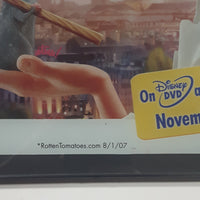 On Disney DVD a
Novem
*RottenTomatoes.com 8/1/07